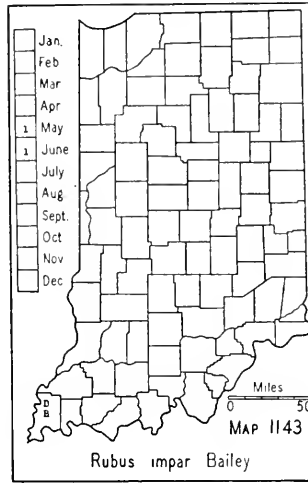 Jan.
Feb
Mar
Apr
1 May
1 June
July
Aug
Sept.
Oct
Nov
Dec
D
B
Miles
0 50
MAP 1143
Rubus impar Bailey